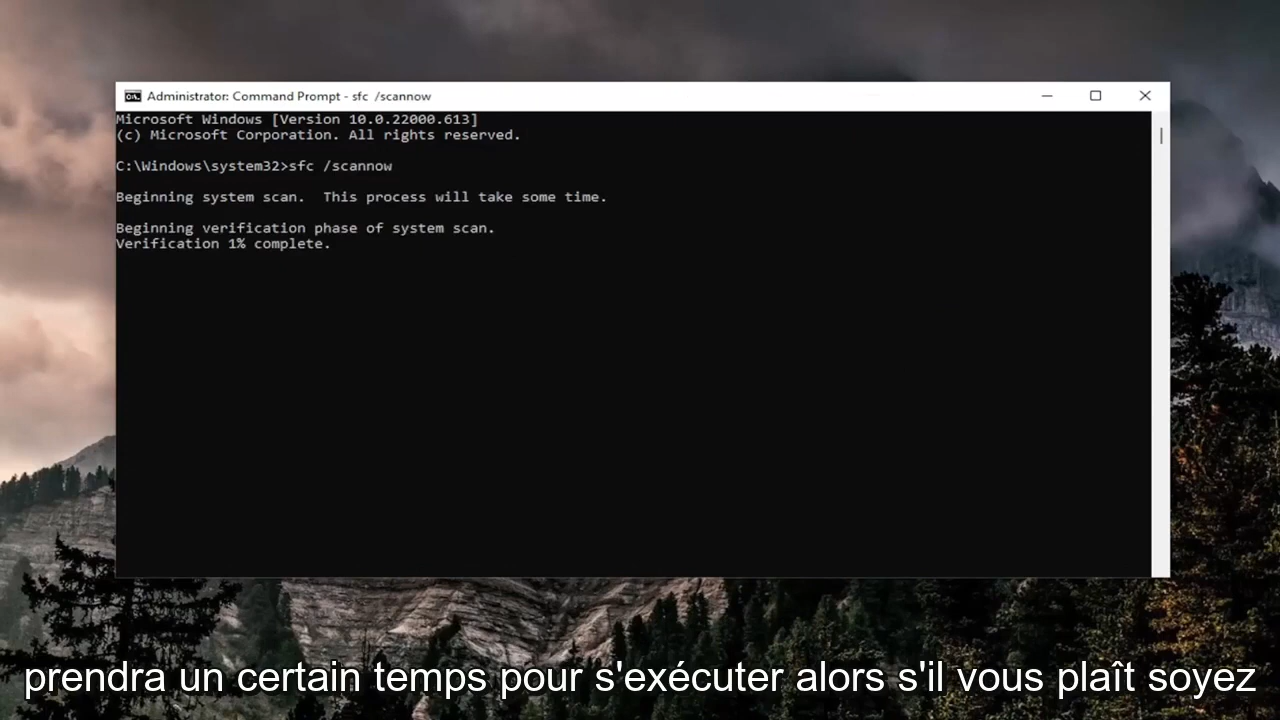 Administrator: Command Prompt - sfc  /scannow
Microsoft Windows [Version 10.0.22000.613]
(c) Microsoft Corporation. All rights reserved.
C:\Windows\system32>sfc /scannow
Beginning system scan.  This process will take some time.
Beginning verification phase of system scan.
Verification 1% complete.
prendra un certain temps pour s'exécuter alors s'il vous plaît soyez